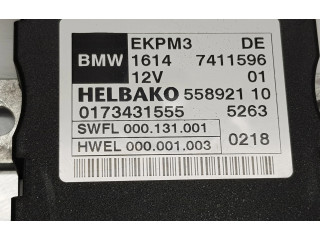 BMW EKPM3 DE
1614 7411596
12V 01
HELBAKO 558921 10
0173431555 5263
SWFL 000.131.001
HWEL 000.001.003 0218